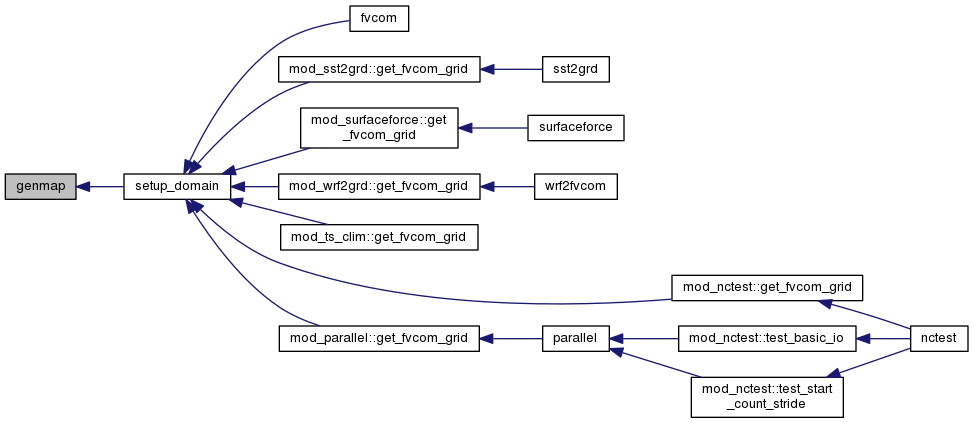 fvcom
mod_sst2grd::get_fvcom_grid
sst2grd
mod_surfaceforce::get
_fvcom_grid
surfaceforce
genmap
setup_domain
mod_wrf2grd::get_fvcom_grid
wrf2fvcom
mod_ts_clim::get_fvcom_grid
mod_nctest::get_fvcom_grid
mod_parallel::get_fvcom_grid
parallel
mod_nctest::test_basic_io
nctest
mod_nctest::test_start
_count_stride